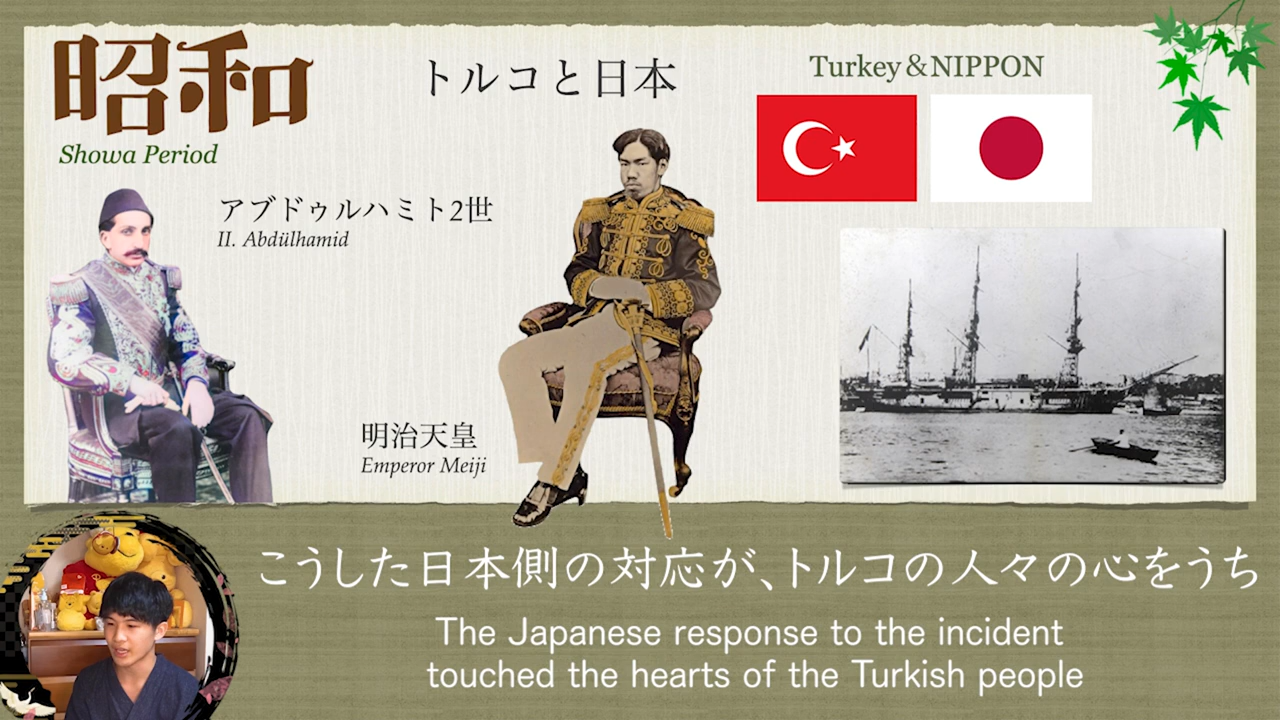 昭和
Showa Period
トルコと日本
Turkey＆NIPPON
アブドゥルハミト2世
II. Abdülhamid
明治天皇
Emperor Meiji
こうした日本側の対応が、トルコの人々の心をうち
The Japanese response to the incident
touched the hearts of the Turkish people